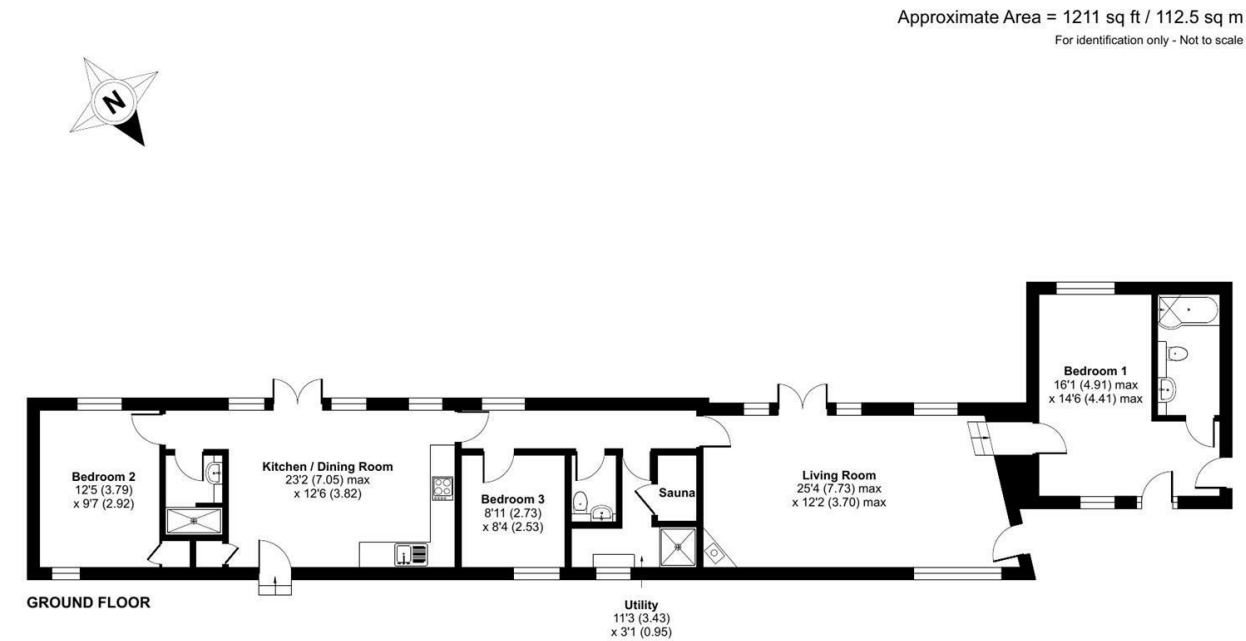 Approximate Area = 1211 sq ft / 112.5 sq m
For identification only - Not to scale
N
Bedroom 1
16'1 (4.91) max
x 14'6 (4.41) max
Bedroom 2
12'5 (3.79)
x 9'7 (2.92)
Kitchen / Dining Room
23'2 (7.05) max
x 12'6 (3.82)
Bedroom 3
8'11 (2.73)
x 8'4 (2.53)
Sauna
Living Room
25'4 (7.73) max
x 12'2 (3.70) max
GROUND FLOOR
Utility
11'3 (3.43)
x 3'1 (0.95)